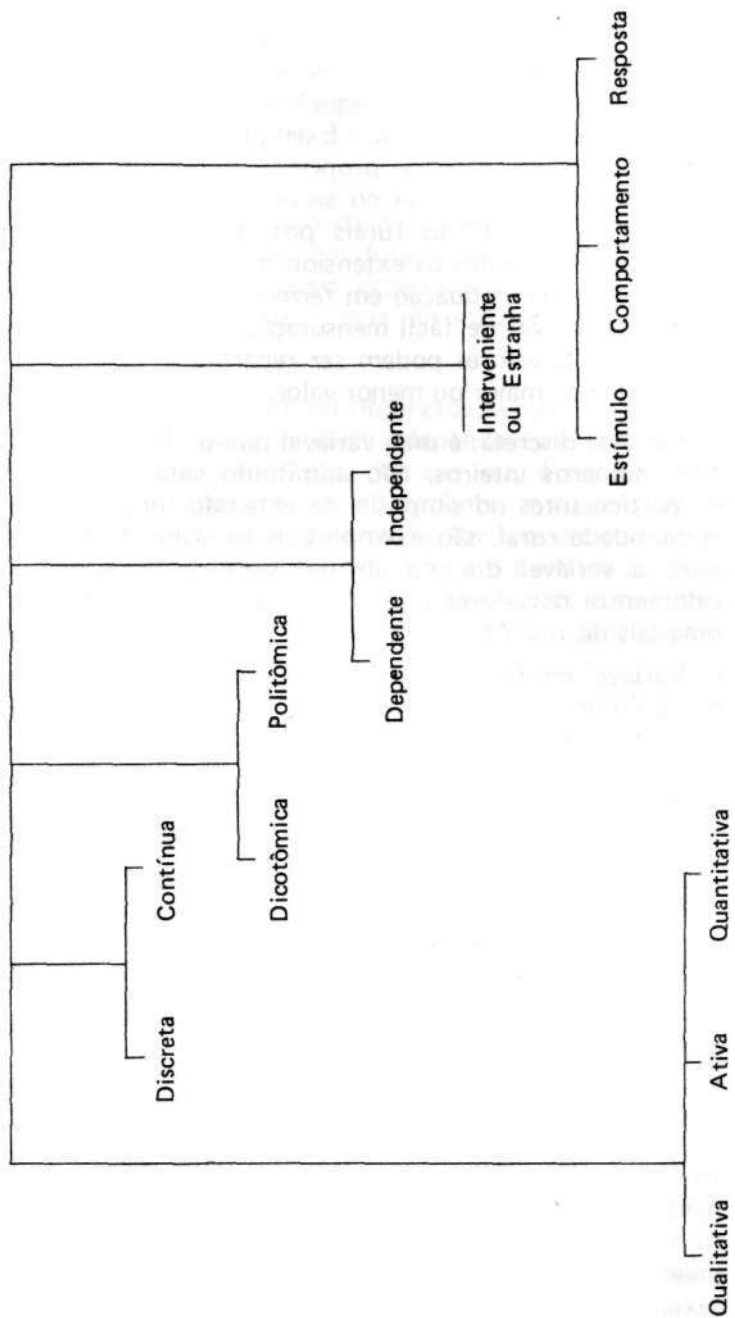 Discreta Contínua
Dicotômica Politômica
Dependente Independente
Interveniente
ou Estranha
Estímulo Comportamento Resposta
Qualitativa Ativa Quantitativa